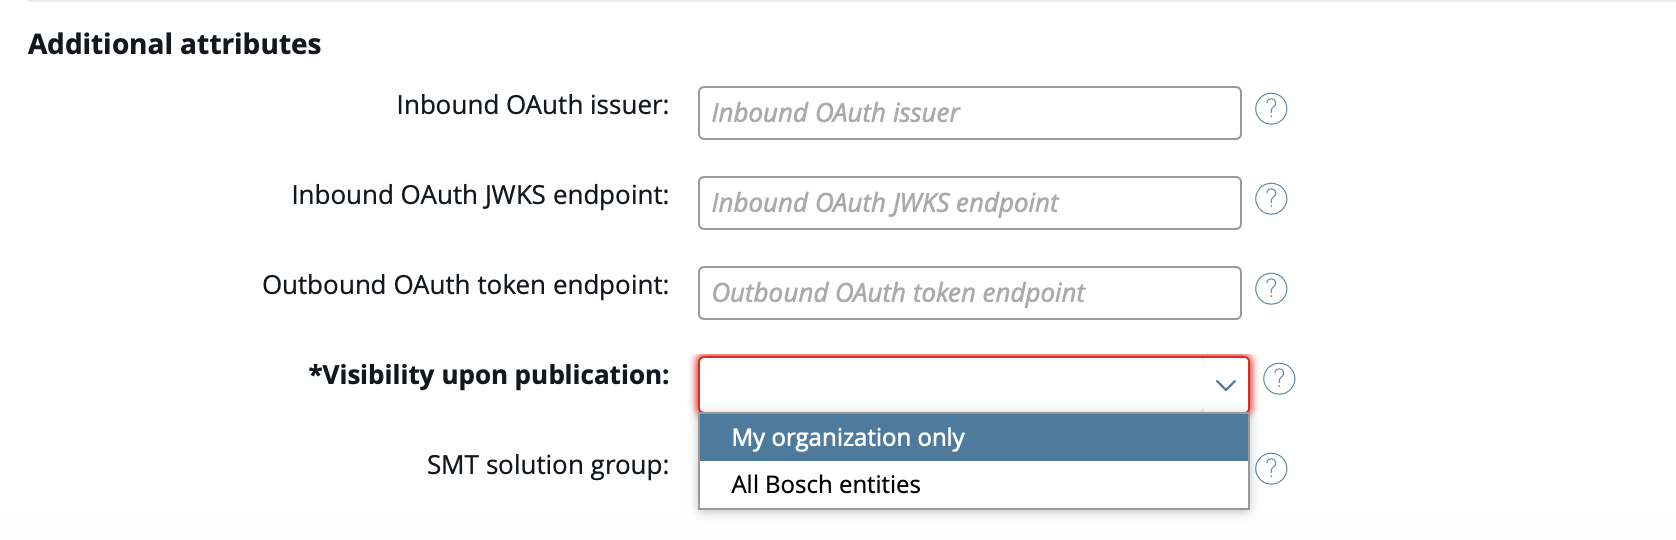 Additional attributes
Inbound OAuth issuer:
Inbound OAuth issuer
?
Inbound OAuth JWKS endpoint:
Inbound OAuth JWKS endpoint
?
Outbound OAuth token endpoint:
Outbound OAuth token endpoint
?
*Visibility upon publication:
?
My organization only
All Bosch entities
SMT solution group:
?